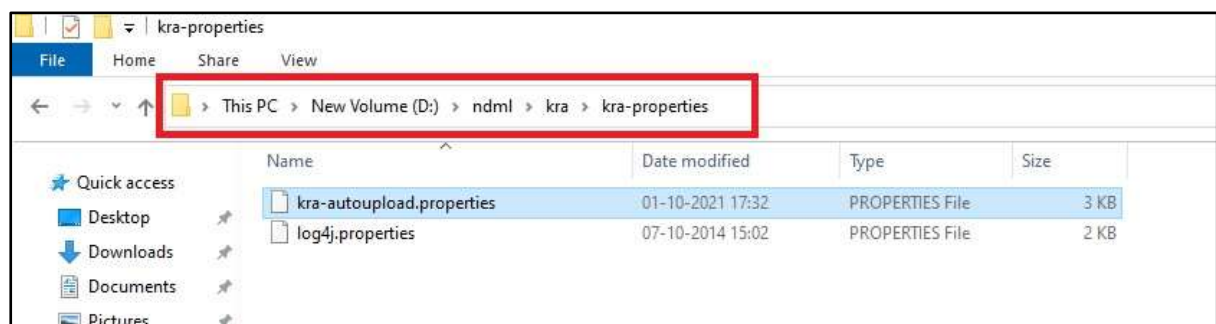 kra-properties
File Home Share View
This PC > New Volume (D:) > ndml > kra > kra-properties
Name Date modified Type Size
Quick access
Desktop
Downloads
Documents
Pictures
kra-autoupload.properties 01-10-2021 17:32 PROPERTIES File 3 KB
log4j.properties 07-10-2014 15:02 PROPERTIES File 2 KB